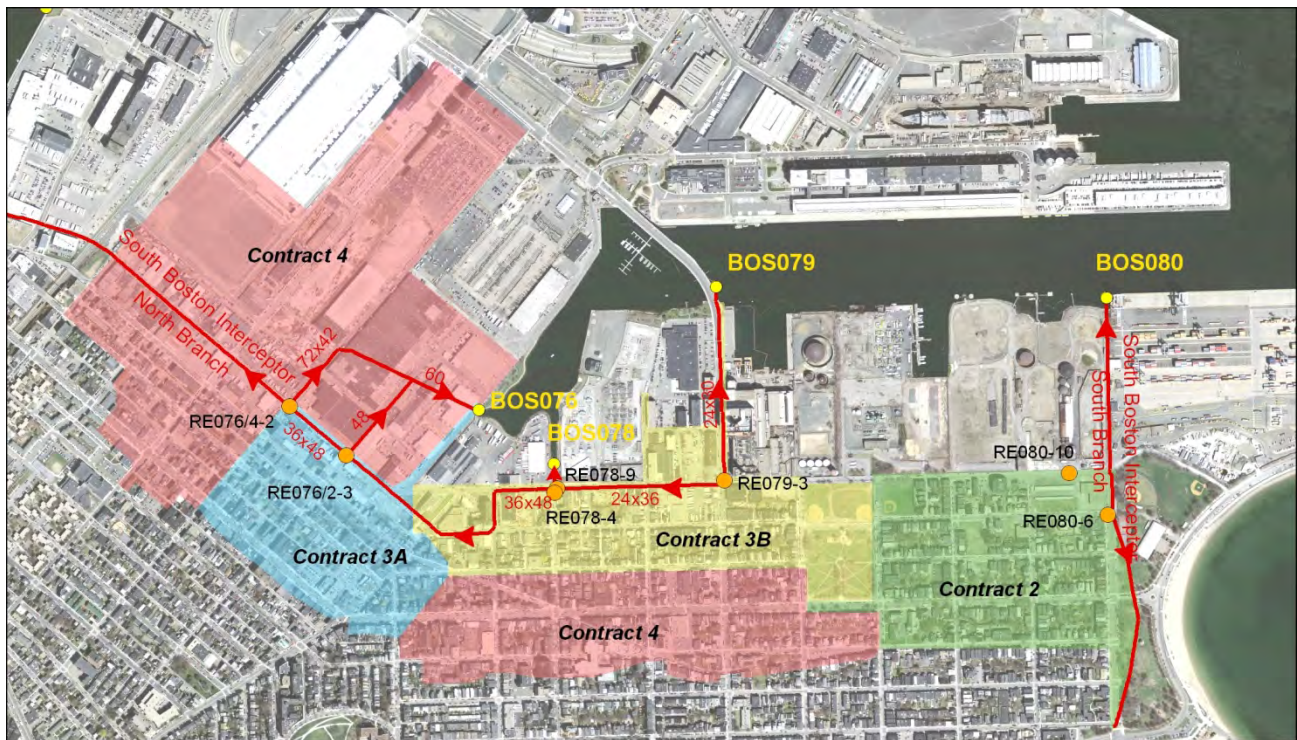 Contract 4
BOS079
BOS080
South Boston Interceptor
North Branch
72x42
60
BOS076
RE076/4-2
48
36x48
BOS078
RE076/2-3
RE078-9
RE079-3
RE080-10
South Boston Interceptor
South Branch
36x48
24x36
RE078-4
RE080-6
Contract 3A
Contract 3B
Contract 2
Contract 4